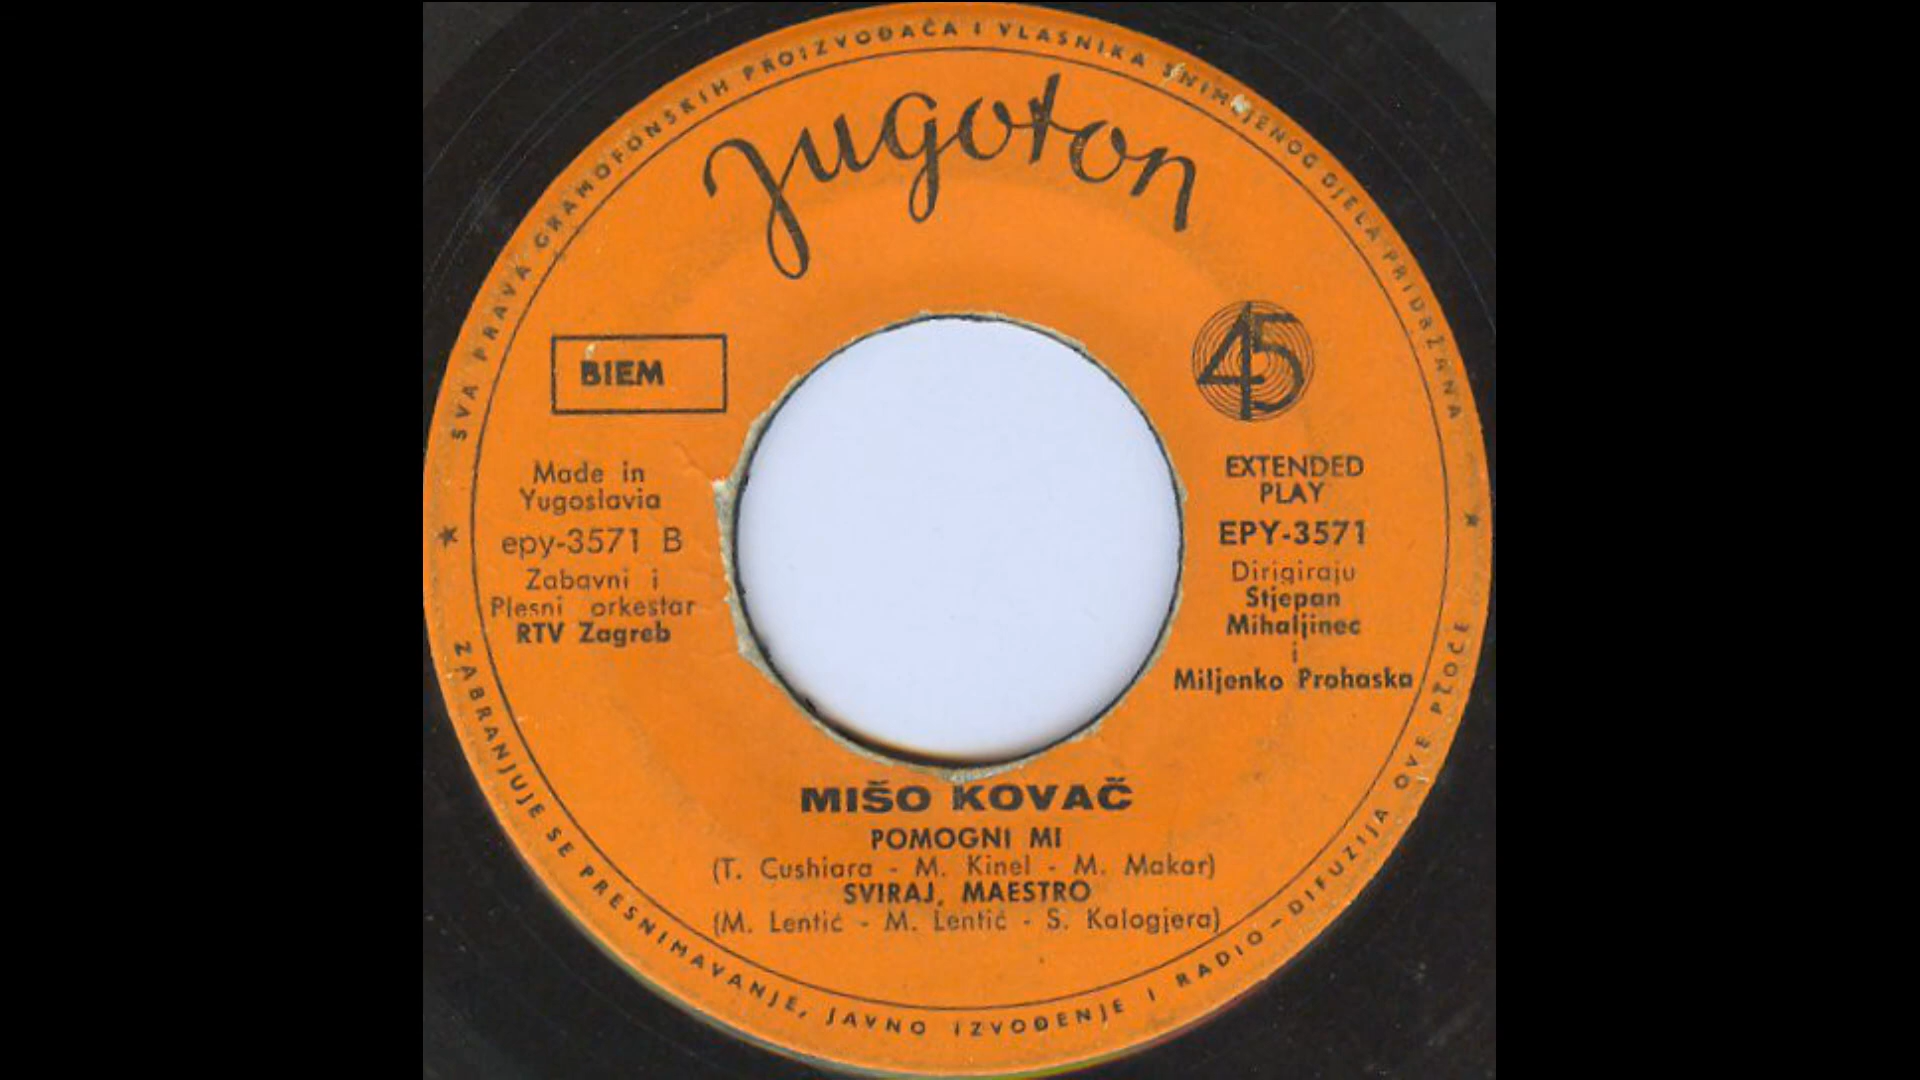 SVA PRAVA GRAMOFONSKIH PROIZVOĐAČA I VLASNIKA SNIMLJENOG DJELA PRIDRŽANA
Jugoton
BIEM
45
Made in
Yugoslavia
epy-3571 B
Zabavni i
Plesni orkestar
RTV Zagreb
EXTENDED
PLAY
EPY-3571
Dirigiraju
Stjepan
Mihaljinec
i
Miljenko Prohaska
MIŠO KOVAČ
POMOGNI MI
(T. Cushiara - M. Kinel - M. Makar)
SVIRAJ, MAESTRO
(M. Lentić - M. Lentić - S. Kalogjera)
ZABRANJUJE SE PRESNIMAVANJE, JAVNO IZVOĐENJE I RADIO-DIFUZIJA OVE PLOČE